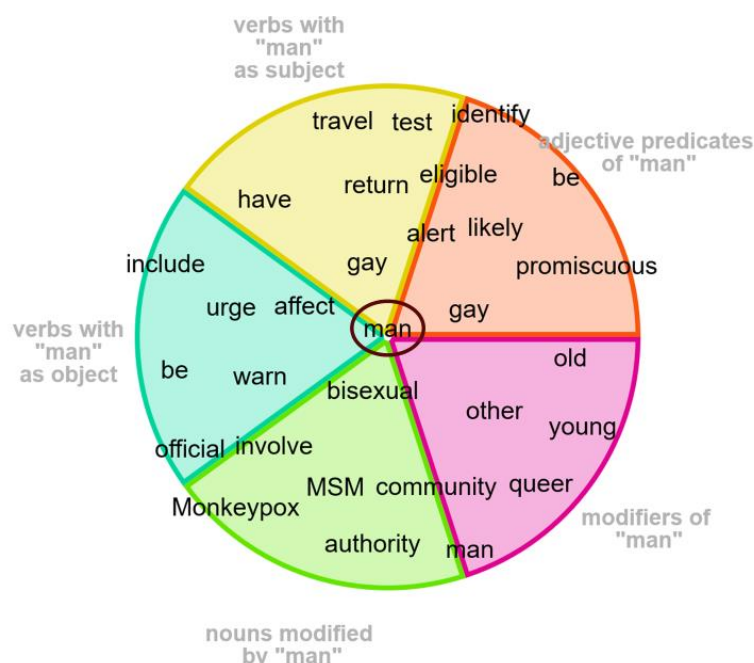 verbs with
"man"
as subject
travel test identify
adjective predicates
of "man"
eligible
be
return
have
alert likely
include
gay
promiscuous
urge affect
gay
verbs with
"man"
as object
man
old
be
warn
bisexual
other
young
official involve
MSM community queer
Monkeypox
modifiers of
"man"
authority
man
nouns modified
by "man"